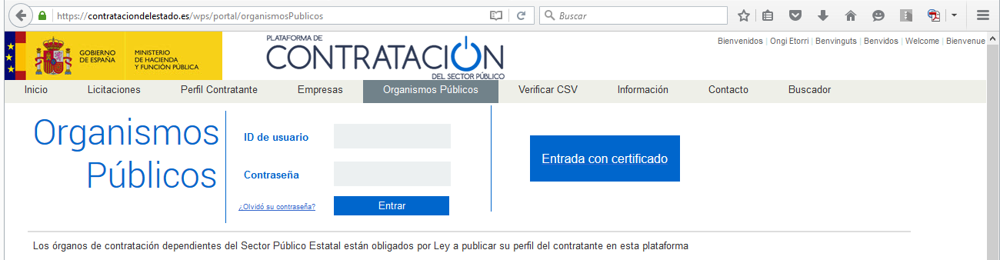 https://contrataciondelestado.es/wps/portal/organismosPublicos
Buscar
GOBIERNO
DE ESPAÑA
MINISTERIO
DE HACIENDA
Y FUNCIÓN PÚBLICA
PLATAFORMA DE
CONTRATACIÓN
DEL SECTOR PÚBLICO
Bienvenidos | Ongi Etorri | Benvinguts | Benvidos | Welcome | Bienvenue
Inicio Licitaciones Perfil Contratante Empresas Organismos Públicos Verificar CSV Información Contacto Buscador
Organismos
Públicos
ID de usuario
Contraseña
¿Olvidó su contraseña?
Entrar
Entrada con certificado
Los órganos de contratación dependientes del Sector Público Estatal están obligados por Ley a publicar su perfil del contratante en esta plataforma